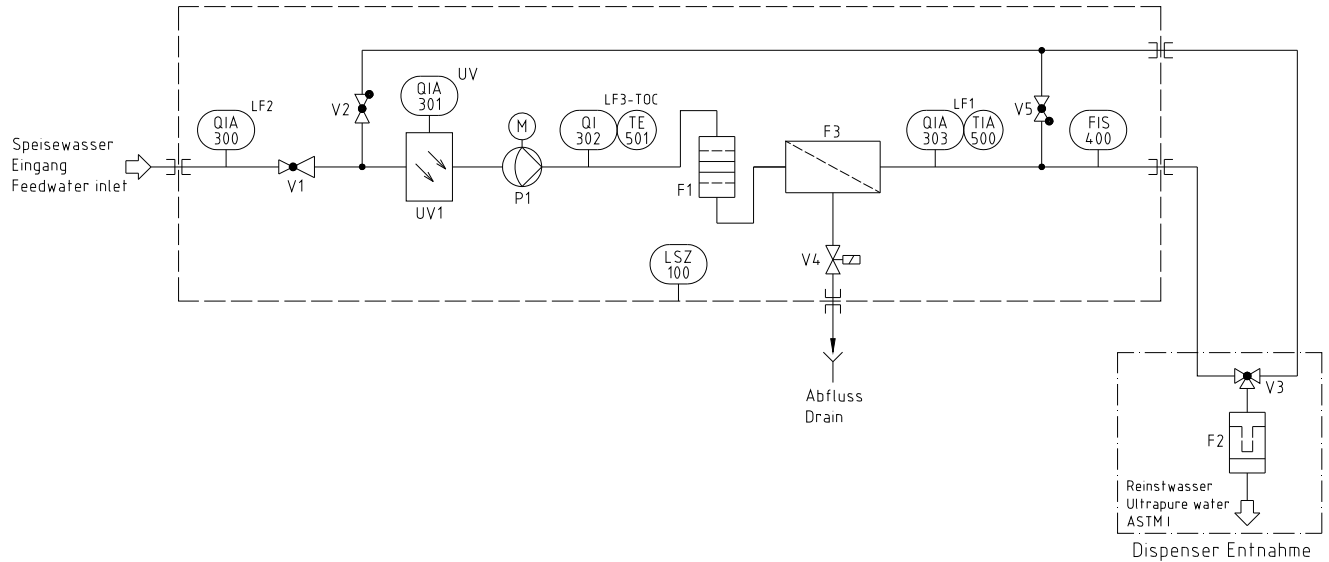 Speisewasser
Eingang
Feedwater inlet
LF2
QIA
300
V1
V2
UV
QIA
301
UV1
M
P1
LF3-TOC
QI
302
TE
501
F1
F3
LF1
QIA
303
TIA
500
V5
FIS
400
LSZ
100
V4
Abfluss
Drain
V3
F2
Reinstwasser
Ultrapure water
ASTM I
Dispenser Entnahme